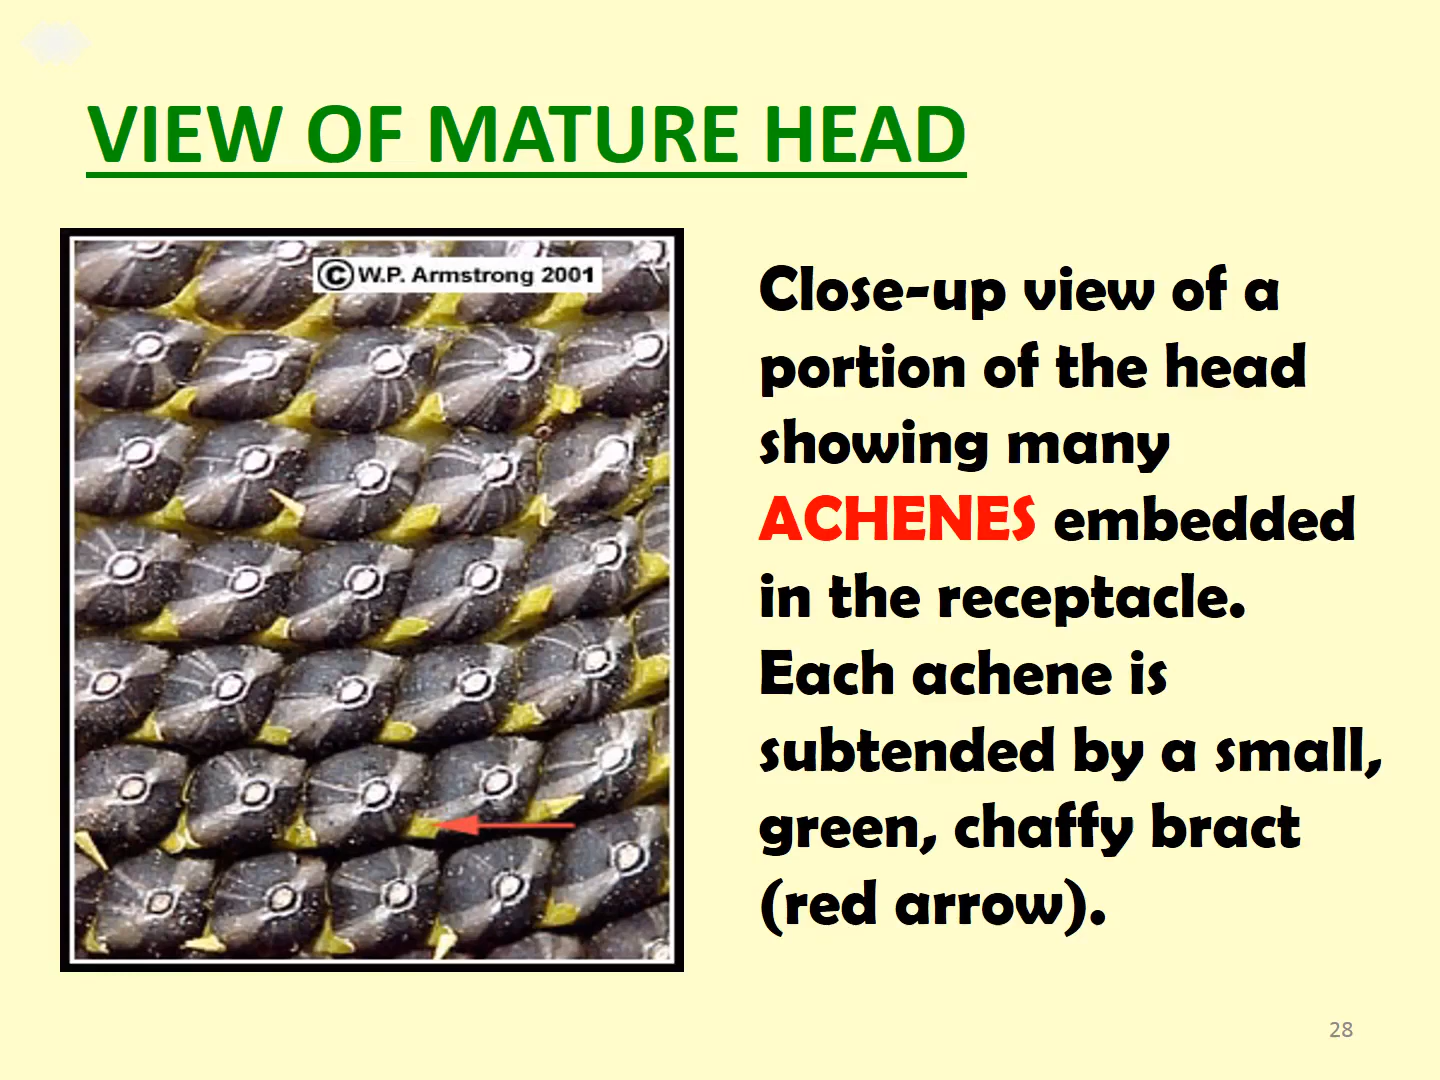 VIEW OF MATURE HEAD
©W.P. Armstrong 2001
Close-up view of a
portion of the head
showing many
ACHENES embedded
in the receptacle.
Each achene is
subtended by a small,
green, chaffy bract
(red arrow).
28